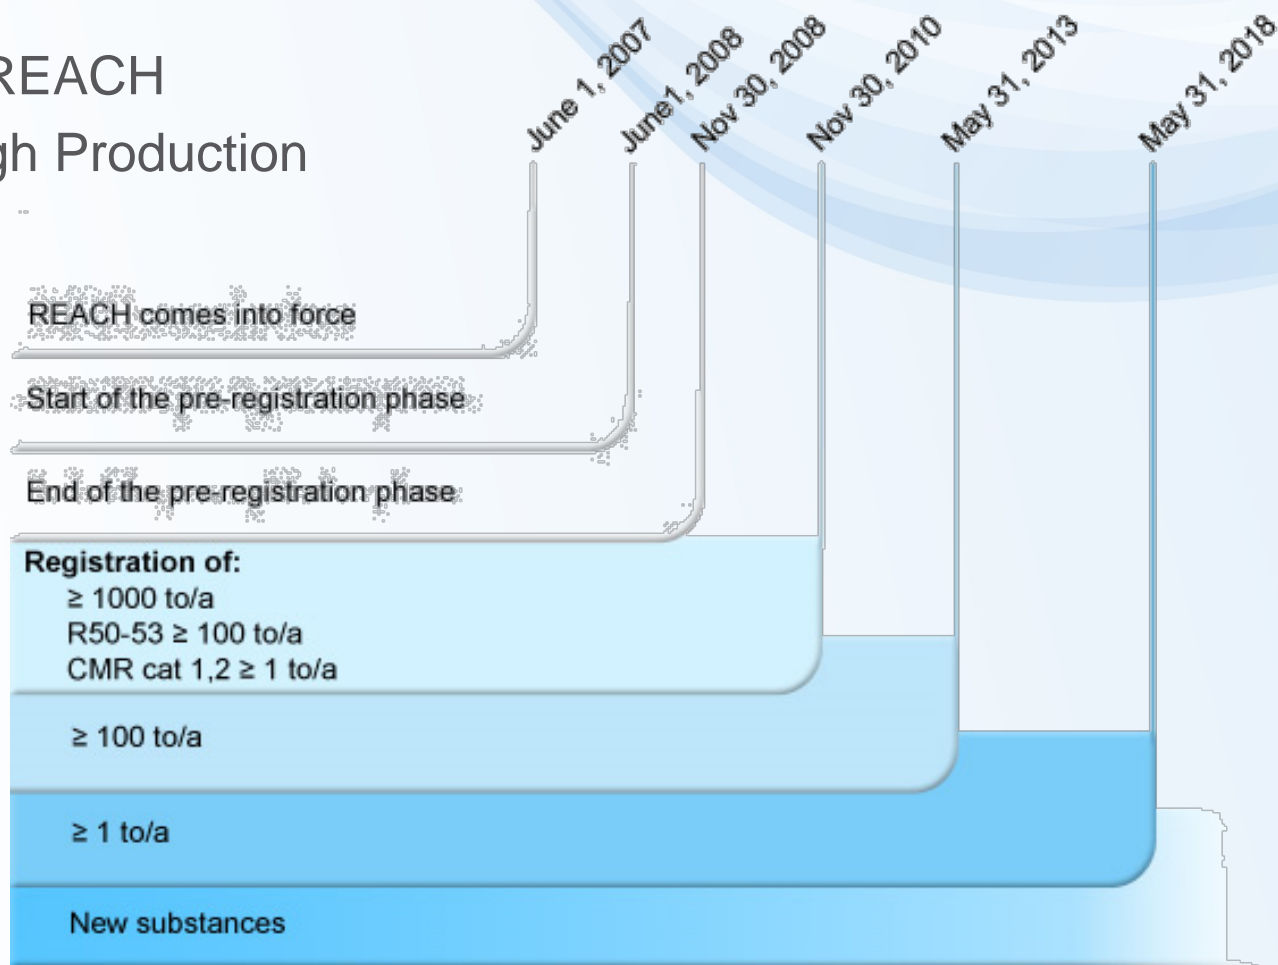 REACH
gh Production
June 1, 2007
June1, 2008
Nov 30, 2008
Nov 30, 2010
May 31, 2013
May 31, 2018
REACH comes into force
Start of the pre-registration phase
End of the pre-registration phase
Registration of:
≥ 1000 to/a
R50-53 ≥ 100 to/a
CMR cat 1,2 ≥ 1 to/a
≥ 100 to/a
≥ 1 to/a
New substances